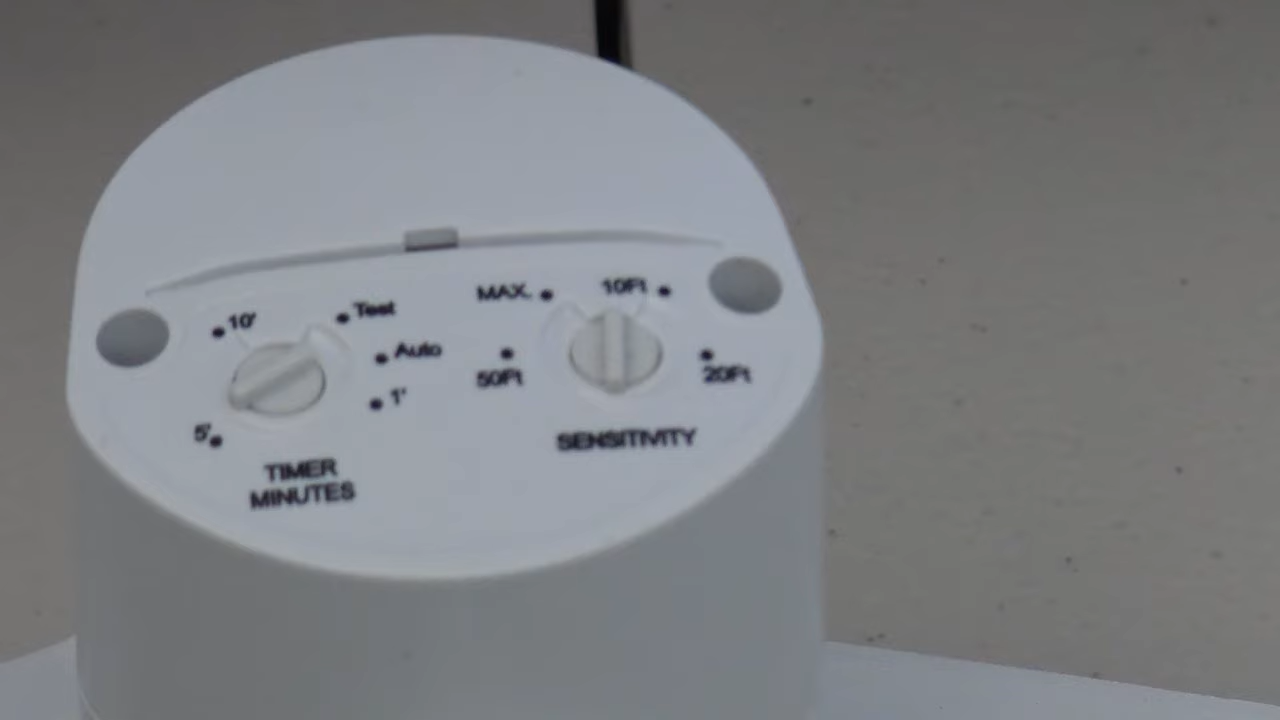 10'
Test
Auto
1'
5'
TIMER
MINUTES
MAX.
10Ft
50Ft
20Ft
SENSITIVITY